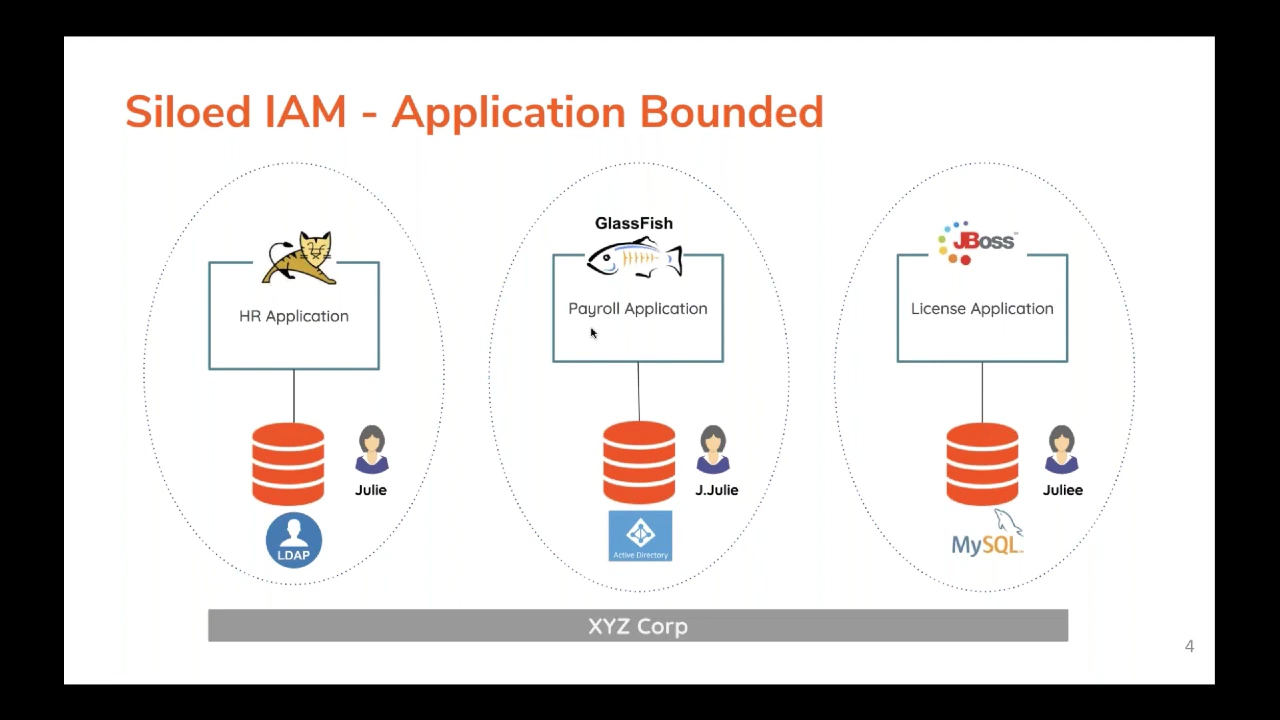 Siloed IAM - Application Bounded
GlassFish
JBoss
HR Application
Payroll Application
License Application
Julie
J.Julie
Juliee
LDAP
Active Directory
MySQL
XYZ Corp
4